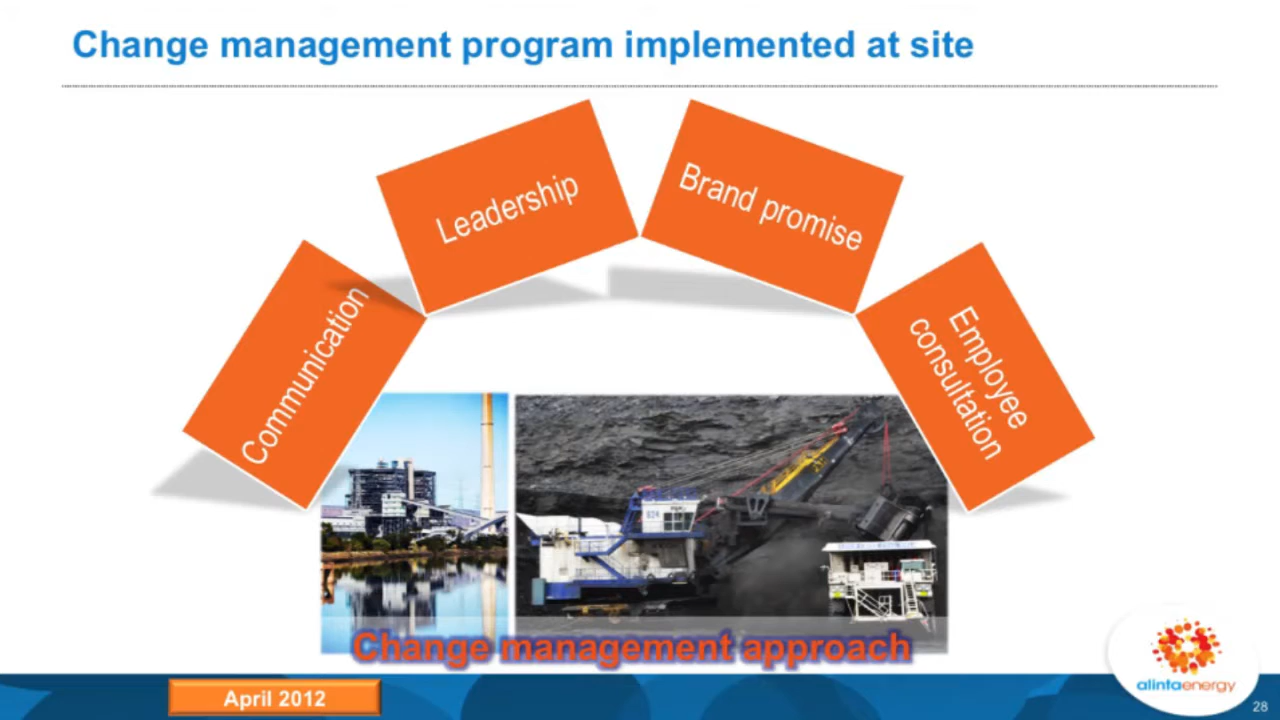 Change management program implemented at site
Communication
Leadership
Brand promise
Employee
consultation
Change management approach
April 2012
alintaenergy
28